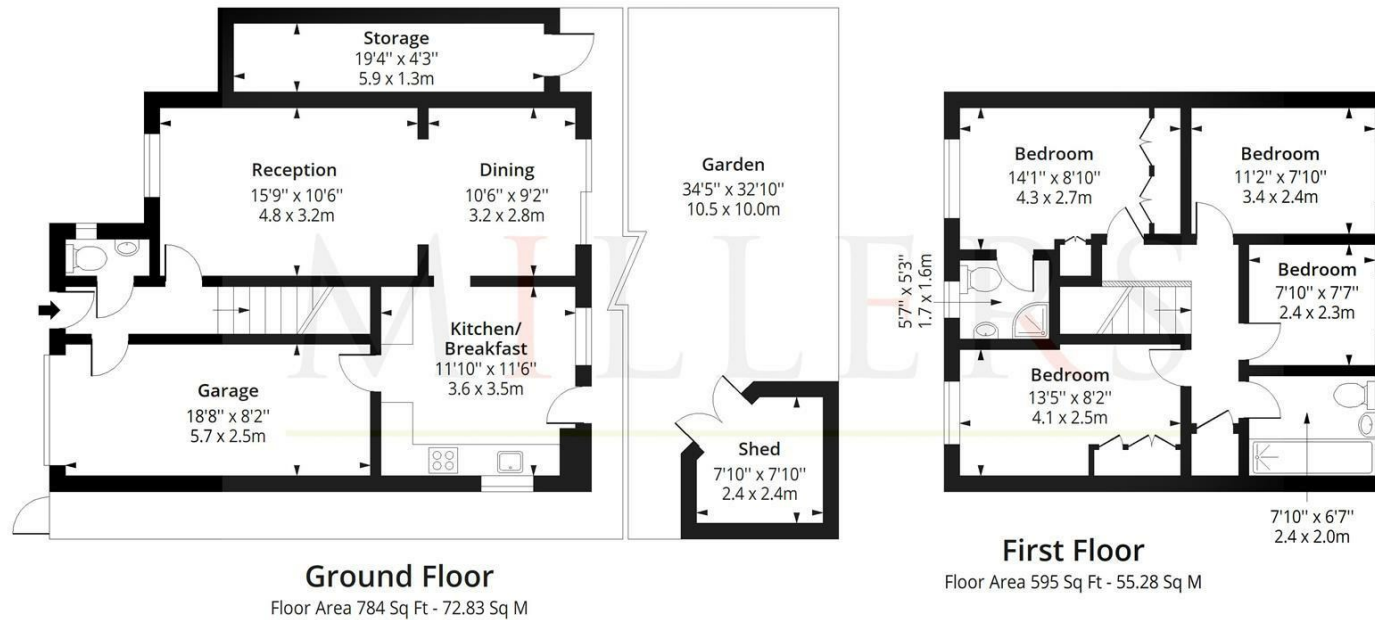 Storage
19'4" x 4'3"
5.9 x 1.3m
Reception
15'9" x 10'6"
4.8 x 3.2m
Dining
10'6" x 9'2"
3.2 x 2.8m
Kitchen/
Breakfast
11'10" x 11'6"
3.6 x 3.5m
Garage
18'8" x 8'2"
5.7 x 2.5m
Garden
34'5" x 32'10"
10.5 x 10.0m
Shed
7'10" x 7'10"
2.4 x 2.4m
Ground Floor
Floor Area 784 Sq Ft - 72.83 Sq M
Bedroom
14'1" x 8'10"
4.3 x 2.7m
Bedroom
11'2" x 7'10"
3.4 x 2.4m
Bedroom
7'10" x 7'7"
2.4 x 2.3m
5'7" x 5'3"
1.7 x 1.6m
Bedroom
13'5" x 8'2"
4.1 x 2.5m
7'10" x 6'7"
2.4 x 2.0m
First Floor
Floor Area 595 Sq Ft - 55.28 Sq M
MILLERS